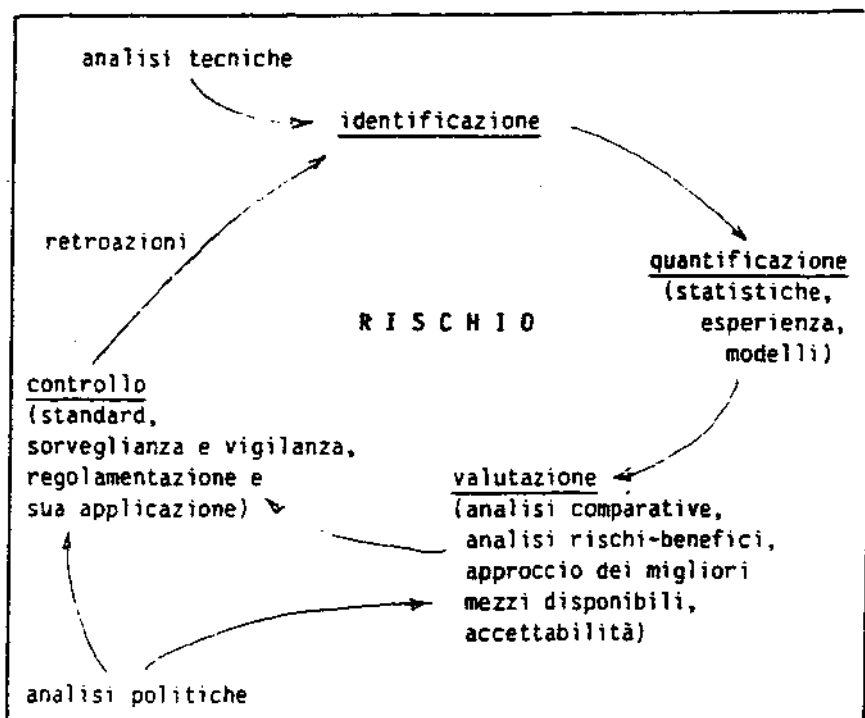 analisi tecniche
identificazione
retroazioni
quantificazione
(statistiche,
esperienza,
modelli)
RISCHIO
controllo
(standard,
sorveglianza e vigilanza,
regolamentazione e
sua applicazione)
valutazione
(analisi comparative,
analisi rischi-benefici,
approccio dei migliori
mezzi disponibili,
accettabilità)
analisi politiche